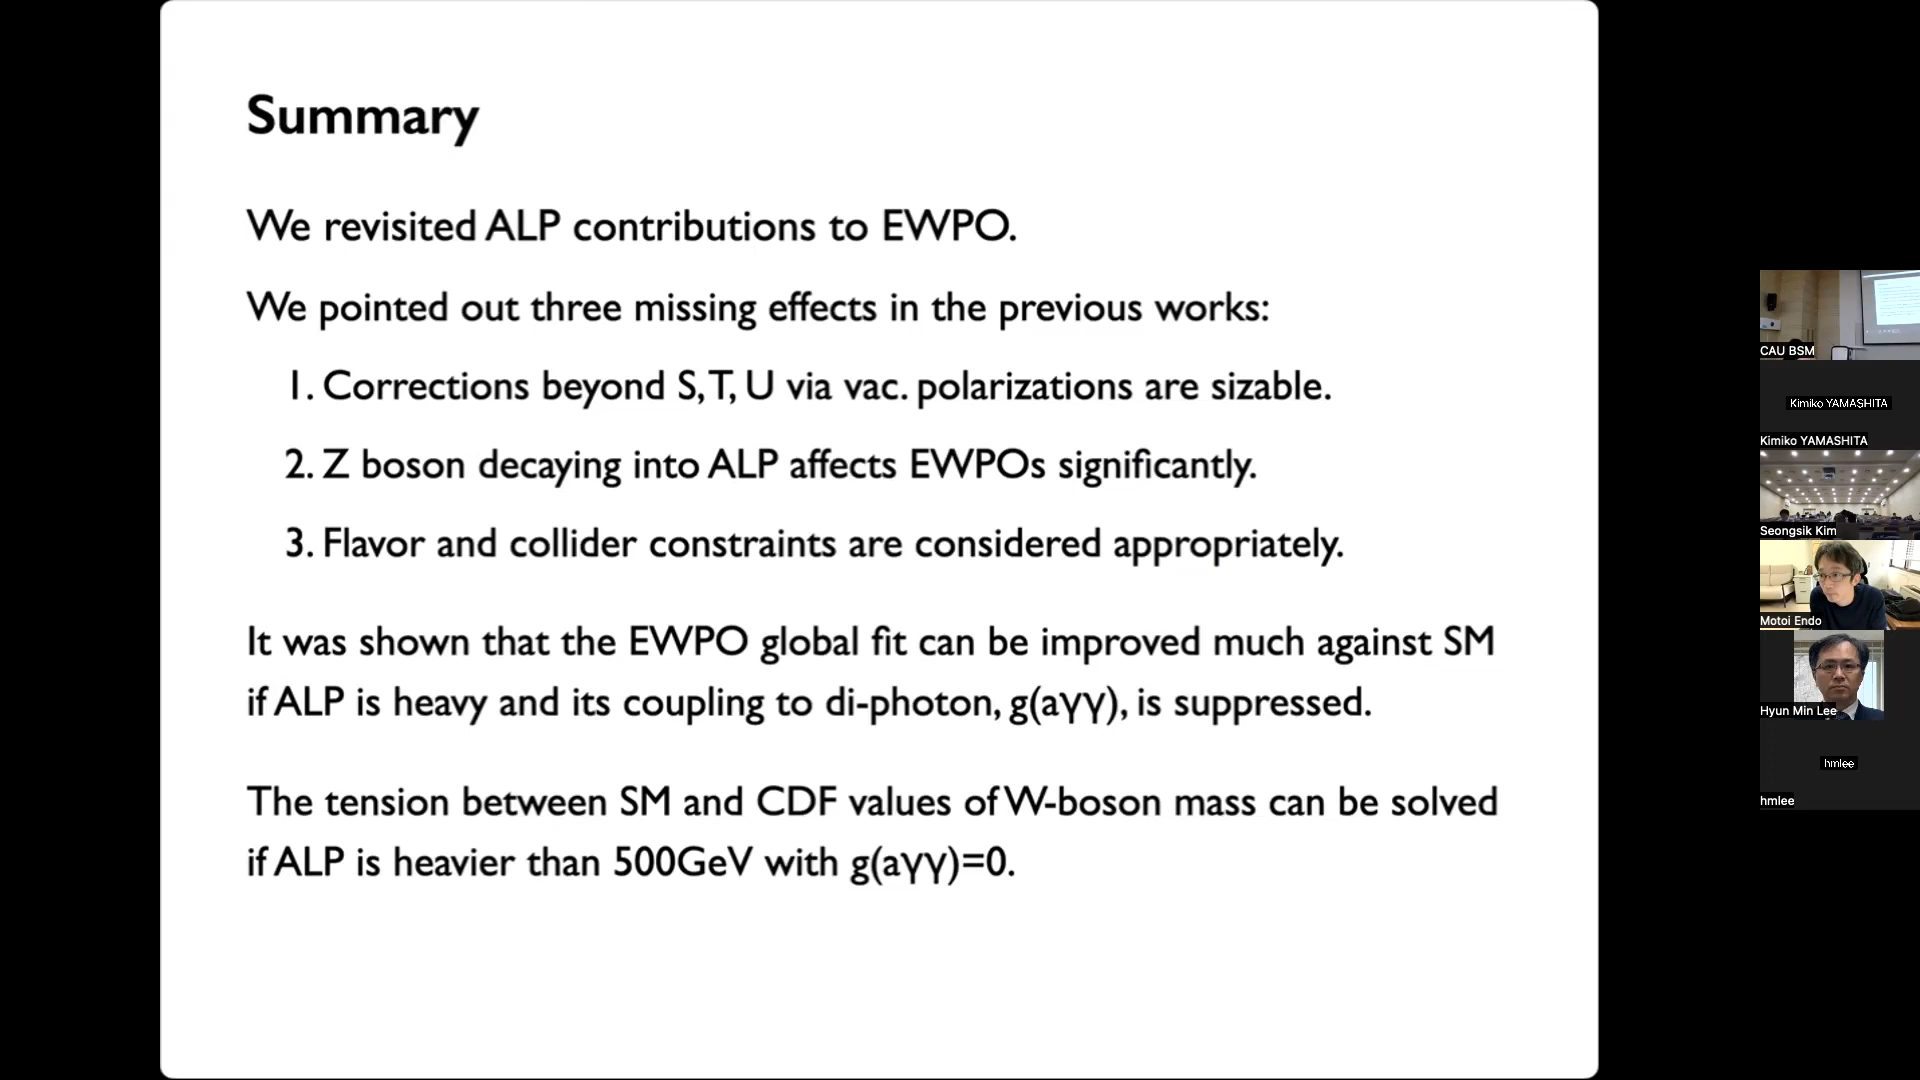 Summary
We revisited ALP contributions to EWPO.
We pointed out three missing effects in the previous works:
1. Corrections beyond S, T, U via vac. polarizations are sizable.
2. Z boson decaying into ALP affects EWPOs significantly.
3. Flavor and collider constraints are considered appropriately.
It was shown that the EWPO global fit can be improved much against SM
if ALP is heavy and its coupling to di-photon, g(aγγ), is suppressed.
The tension between SM and CDF values of W-boson mass can be solved
if ALP is heavier than 500GeV with g(aγγ)=0.
CAU BSM
Kimiko YAMASHITA
Kimiko YAMASHITA
Seongsik Kim
Motoi Endo
Hyun Min Lee
hmlee
hmlee